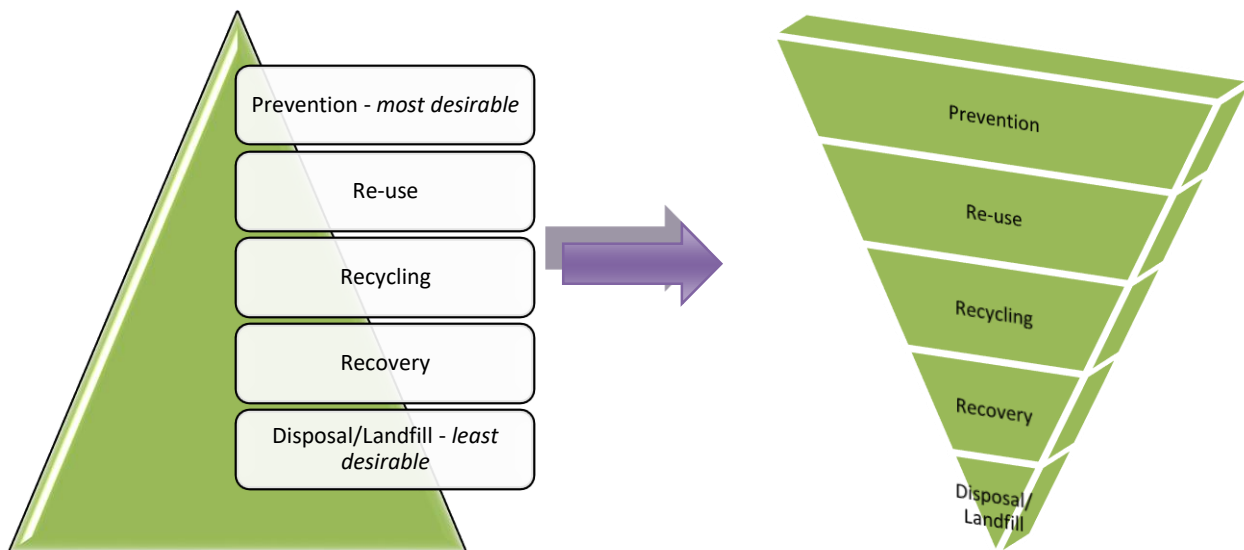 Prevention - most desirable
Re-use
Recycling
Recovery
Disposal/Landfill - least
desirable
Prevention
Re-use
Recycling
Recovery
Disposal/
Landfill